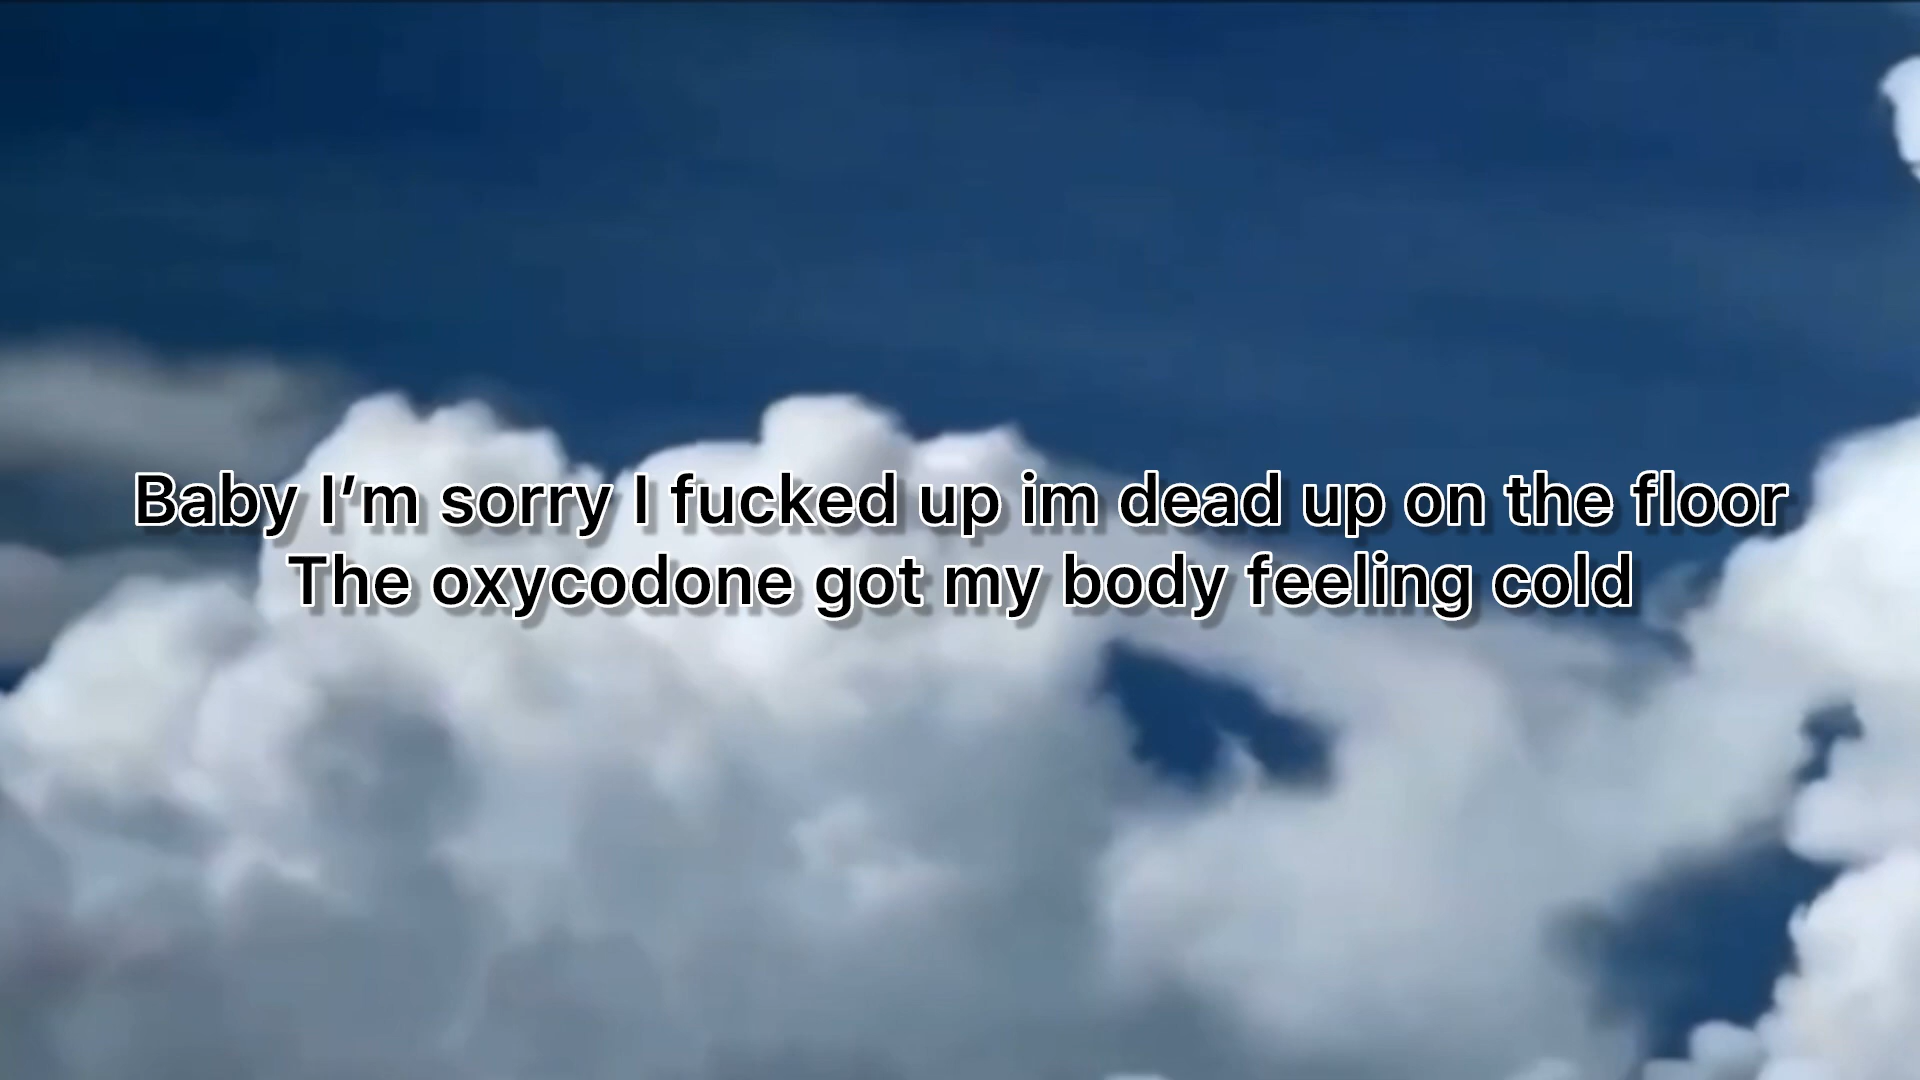 Baby I’m sorry I fucked up im dead up on the floor
The oxycodone got my body feeling cold